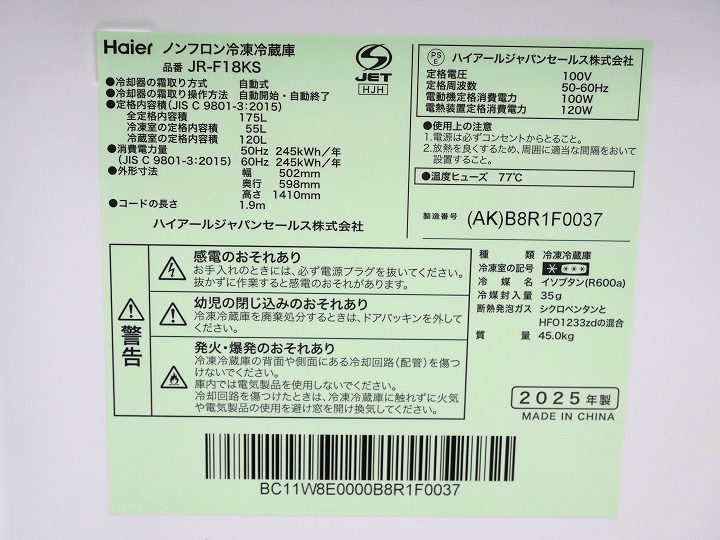 Haier ノンフロン冷凍冷蔵庫
品番 JR-F18KS
●冷却器の霜取り方式 自動式
●冷却器の霜取り操作方法 自動開始・自動終了
●定格内容積(JIS C 9801-3:2015)
全定格内容積 175L
冷凍室の定格内容積 55L
冷蔵室の定格内容積 120L
●消費電力量 50Hz 245kWh/年
(JIS C 9801-3:2015) 60Hz 245kWh/年
●外形寸法 幅 502mm
奥行 598mm
高さ 1410mm
●コードの長さ 1.9m
ハイアールジャパンセールス株式会社
S
JET
HJH
PS
E
ハイアールジャパンセールス株式会社
定格電圧 100V
定格周波数 50-60Hz
電動機定格消費電力 100W
電熱装置定格消費電力 120W
●使用上の注意
1.電源は必ずコンセントからとること。
2.放熱を良くするため、周囲に適当な間隔をおいて
設置すること。
●温度ヒューズ 77℃
製造番号 (AK)B8R1F0037
警告
感電のおそれあり
お手入れのときには、必ず電源プラグを抜いてください。
抜かずに作業すると感電のおそれがあります。
幼児の閉じ込めのおそれあり
冷凍冷蔵庫を廃棄処分するときは、ドアパッキンを外して
ください。
発火・爆発のおそれあり
冷凍冷蔵庫の背面や側面にある冷却回路(配管)を傷つ
けないでください。
庫内では電気製品を使用しないでください。
冷却回路を傷つけたときは、冷凍冷蔵庫に触れずに火気
や電気製品の使用を避け窓を開け換気してください。
種類 冷凍冷蔵庫
冷凍室の記号
冷媒 イソブタン(R600a)
冷媒封入量 35g
断熱発泡ガス シクロペンタンと
HFO1233zdの混合
質量 45.0kg
2025年製
MADE IN CHINA
BC11W8E0000B8R1F0037